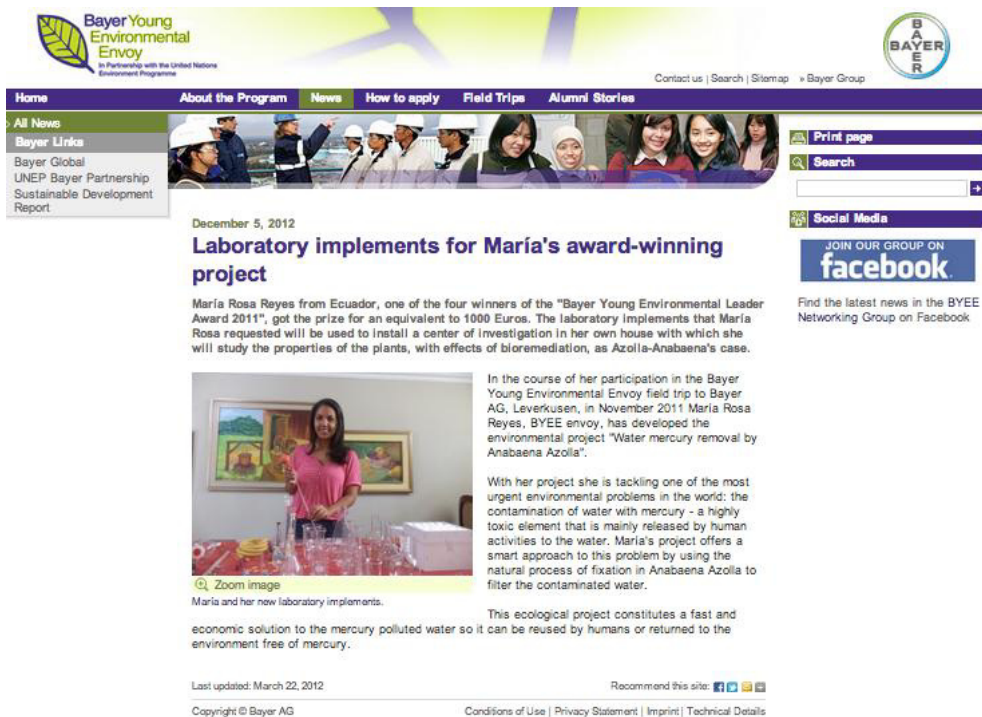 Bayer Young
Environmental
Envoy
In Partnership with the United Nations
Environment Programme
BAYER
BAYER
Contact us | Search | Sitemap » Bayer Group
Home
About the Program
News
How to apply
Field Trips
Alumni Stories
All News
Bayer Links
Bayer Global
UNEP Bayer Partnership
Sustainable Development
Report
Print page
Search
Social Media
JOIN OUR GROUP ON
facebook
Find the latest news in the BYEE
Networking Group on Facebook
December 5, 2012
Laboratory implements for María's award-winning
project
María Rosa Reyes from Ecuador, one of the four winners of the "Bayer Young Environmental Leader
Award 2011", got the prize for an equivalent to 1000 Euros. The laboratory implements that María
Rosa requested will be used to install a center of investigation in her own house with which she
will study the properties of the plants, with effects of bioremediation, as Azolla-Anabaena's case.
In the course of her participation in the Bayer
Young Environmental Envoy field trip to Bayer
AG, Leverkusen, in November 2011 María Rosa
Reyes, BYEE envoy, has developed the
environmental project "Water mercury removal by
Anabaena Azolla".
With her project she is tackling one of the most
urgent environmental problems in the world: the
contamination of water with mercury - a highly
toxic element that is mainly released by human
activities to the water. María's project offers a
smart approach to this problem by using the
natural process of fixation in Anabaena Azolla to
filter the contaminated water.
Zoom image
María and her new laboratory implements.
This ecological project constitutes a fast and
economic solution to the mercury polluted water so it can be reused by humans or returned to the
environment free of mercury.
Last updated: March 22, 2012
Recommend this site:
Copyright © Bayer AG
Conditions of Use | Privacy Statement | Imprint | Technical Details